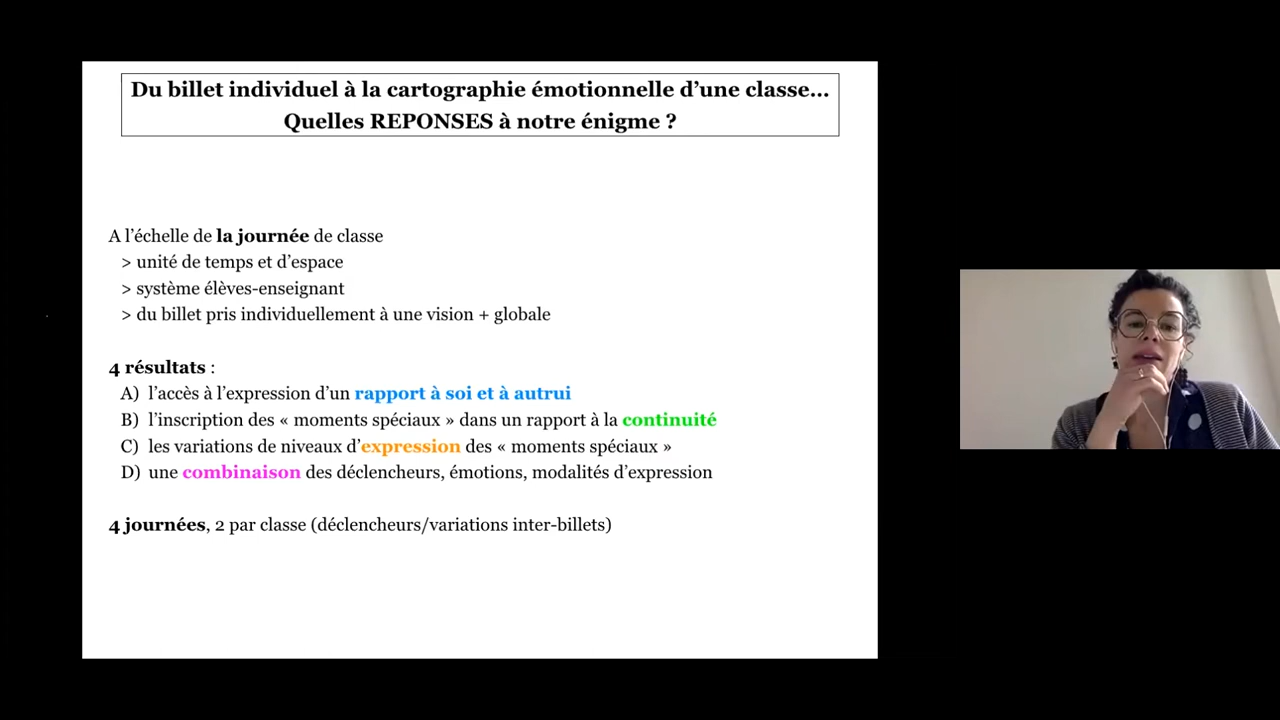 Du billet individuel à la cartographie émotionnelle d’une classe…
Quelles REPONSES à notre énigme ?
A l’échelle de la journée de classe
> unité de temps et d’espace
> système élèves-enseignant
> du billet pris individuellement à une vision + globale
4 résultats :
A) l’accès à l’expression d’un rapport à soi et à autrui
B) l’inscription des « moments spéciaux » dans un rapport à la continuité
C) les variations de niveaux d’expression des « moments spéciaux »
D) une combinaison des déclencheurs, émotions, modalités d’expression
4 journées, 2 par classe (déclencheurs/variations inter-billets)